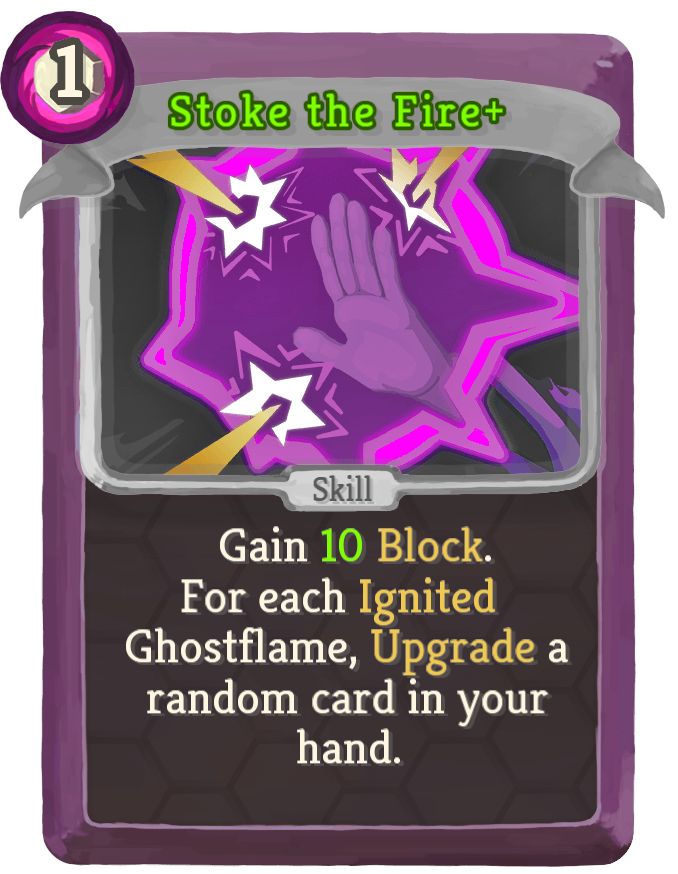 1
Stoke the Fire+
Skill
Gain 10 Block.
For each Ignited
Ghostflame, Upgrade a
random card in your
hand.